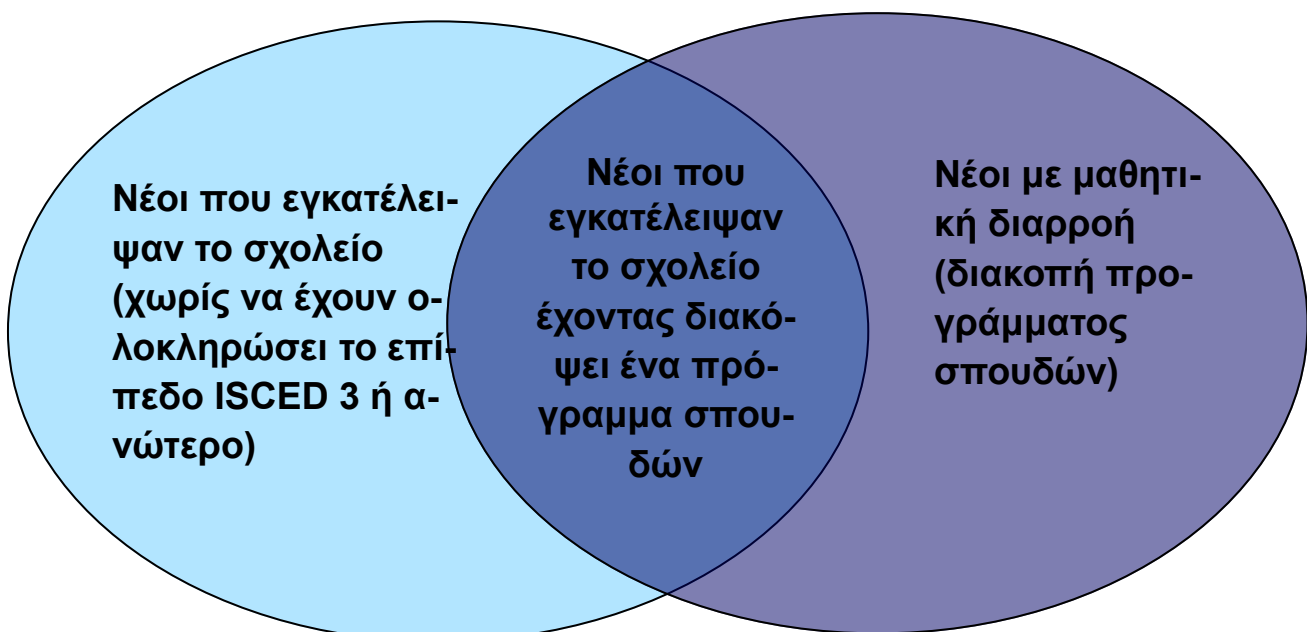 Νέοι που εγκατέλει-
ψαν το σχολείο
(χωρίς να έχουν ο-
λοκληρώσει το επί-
πεδο ISCED 3 ή α-
νώτερο)
Νέοι που
εγκατέλειψαν
το σχολείο
έχοντας διακό-
ψει ένα πρό-
γραμμα σπου-
δών
Νέοι με μαθητι-
κή διαρροή
(διακοπή προ-
γράμματος
σπουδών)